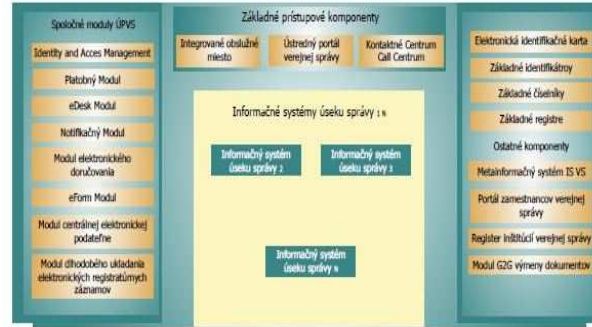 Spoločné moduly ÚPVS
Identity and Acces Management
Platobný Modul
eDesk Modul
Notifikačný Modul
Modul elektronického
doručovania
eForm Modul
Modul centrálnej elektronickej
podateľne
Modul dlhodobého ukladania
elektronických registratúrnych
záznamov
Základné prístupové komponenty
Integrované obslužné
miesto
Ústredný portál
verejnej správy
Kontaktné Centrum
Call Centrum
Informačné systémy úseku správy 1 N
Informačný systém
úseku správy 2
Informačný systém
úseku správy 3
Informačný systém
úseku správy N
Elektronická identifikačná karta
Základné identifikátroy
Základné číselníky
Základné registre
Ostatné komponenty
Metainformačný systém IS VS
Portál zamestnancov verejnej
správy
Register inštitúcií verejnej správy
Modul G2G výmeny dokumentov